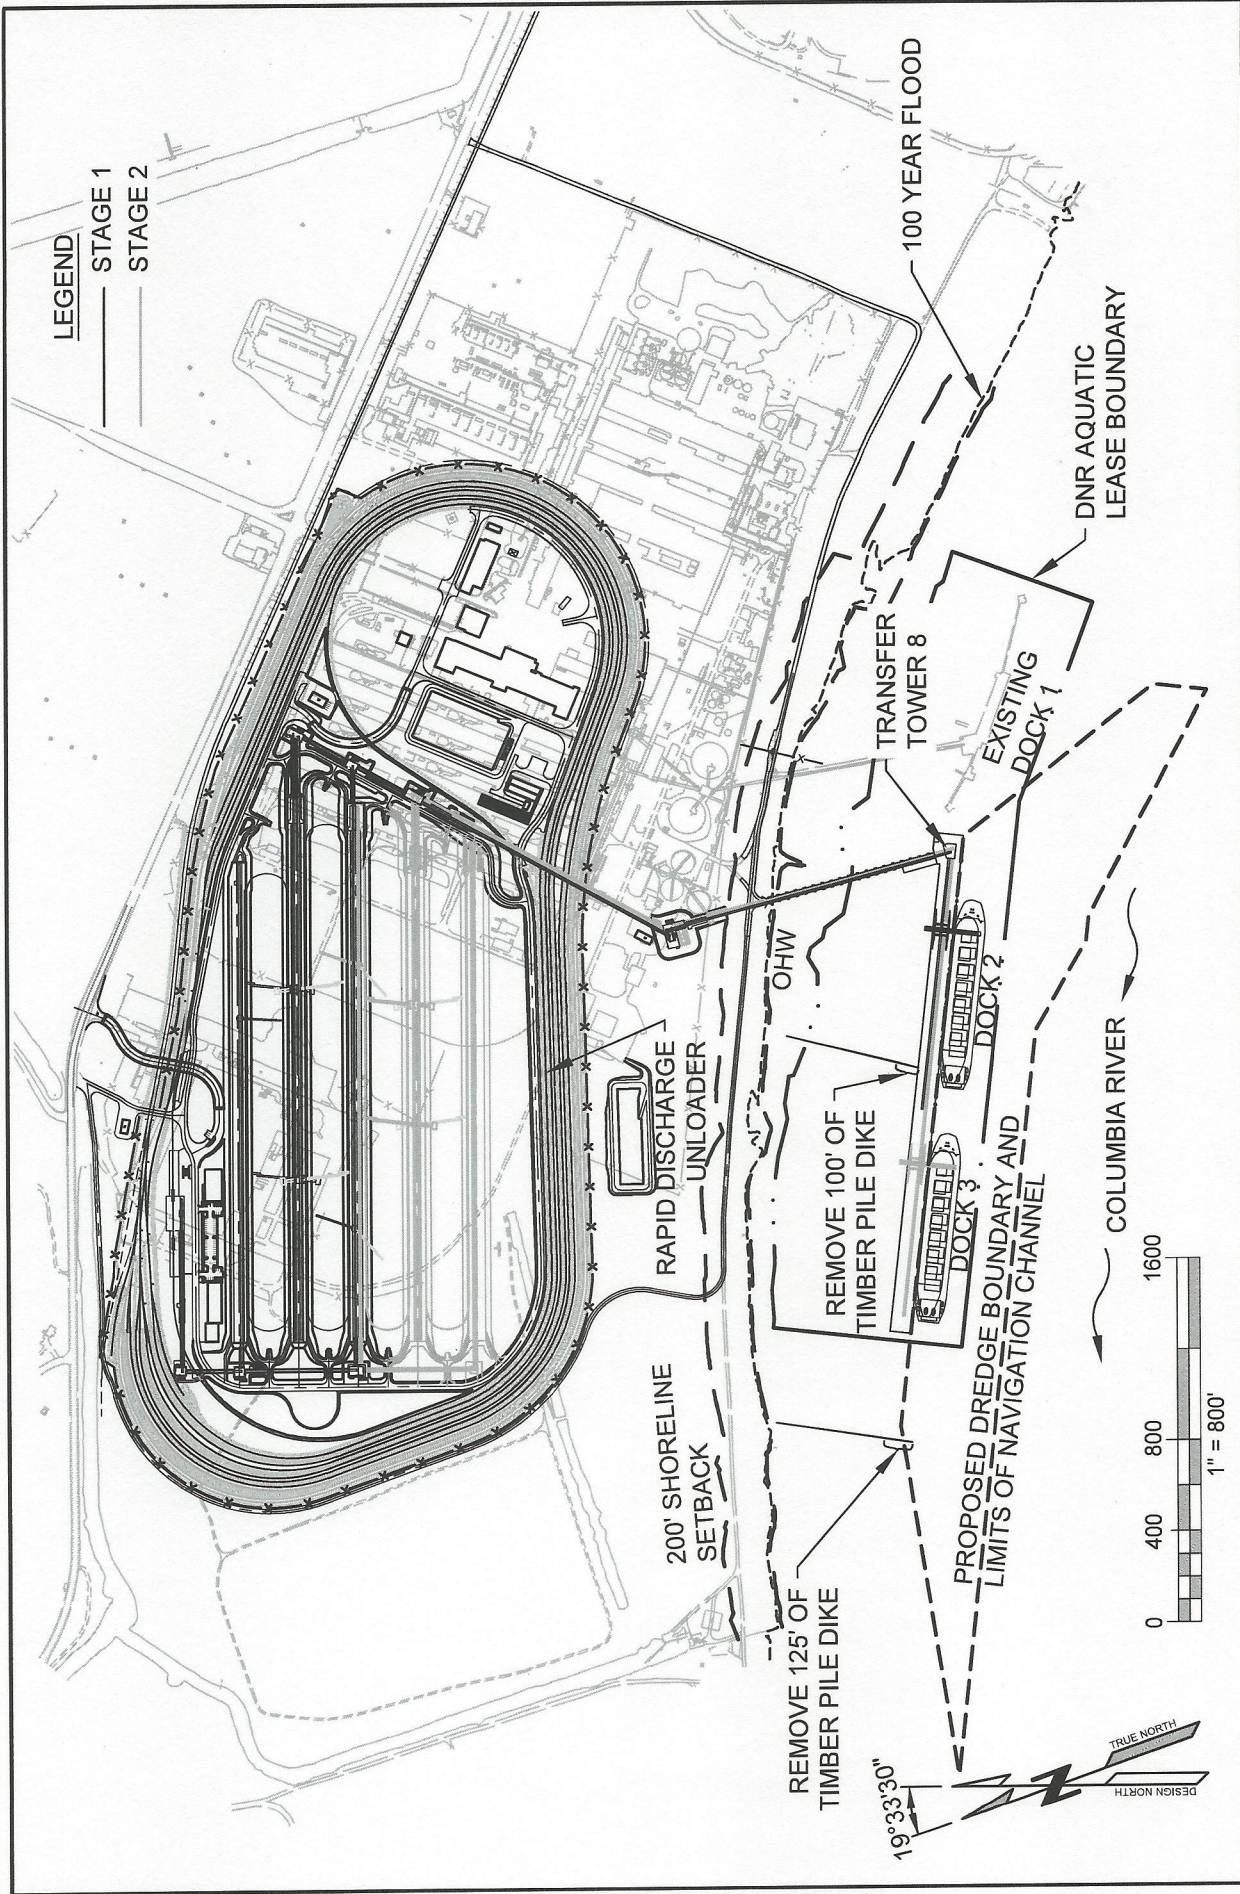 LEGEND
STAGE 1
STAGE 2
100 YEAR FLOOD
DNR AQUATIC
LEASE BOUNDARY
TRANSFER
TOWER 8
EXISTING
DOCK 1
OHW
DOCK 2
RAPID DISCHARGE
UNLOADER
REMOVE 100' OF
TIMBER PILE DIKE
DOCK 3
COLUMBIA RIVER
200' SHORELINE
SETBACK
PROPOSED DREDGE BOUNDARY AND
LIMITS OF NAVIGATION CHANNEL
REMOVE 125' OF
TIMBER PILE DIKE
0 400 800 1600
1" = 800'
19°33'30"
TRUE NORTH
DESIGN NORTH